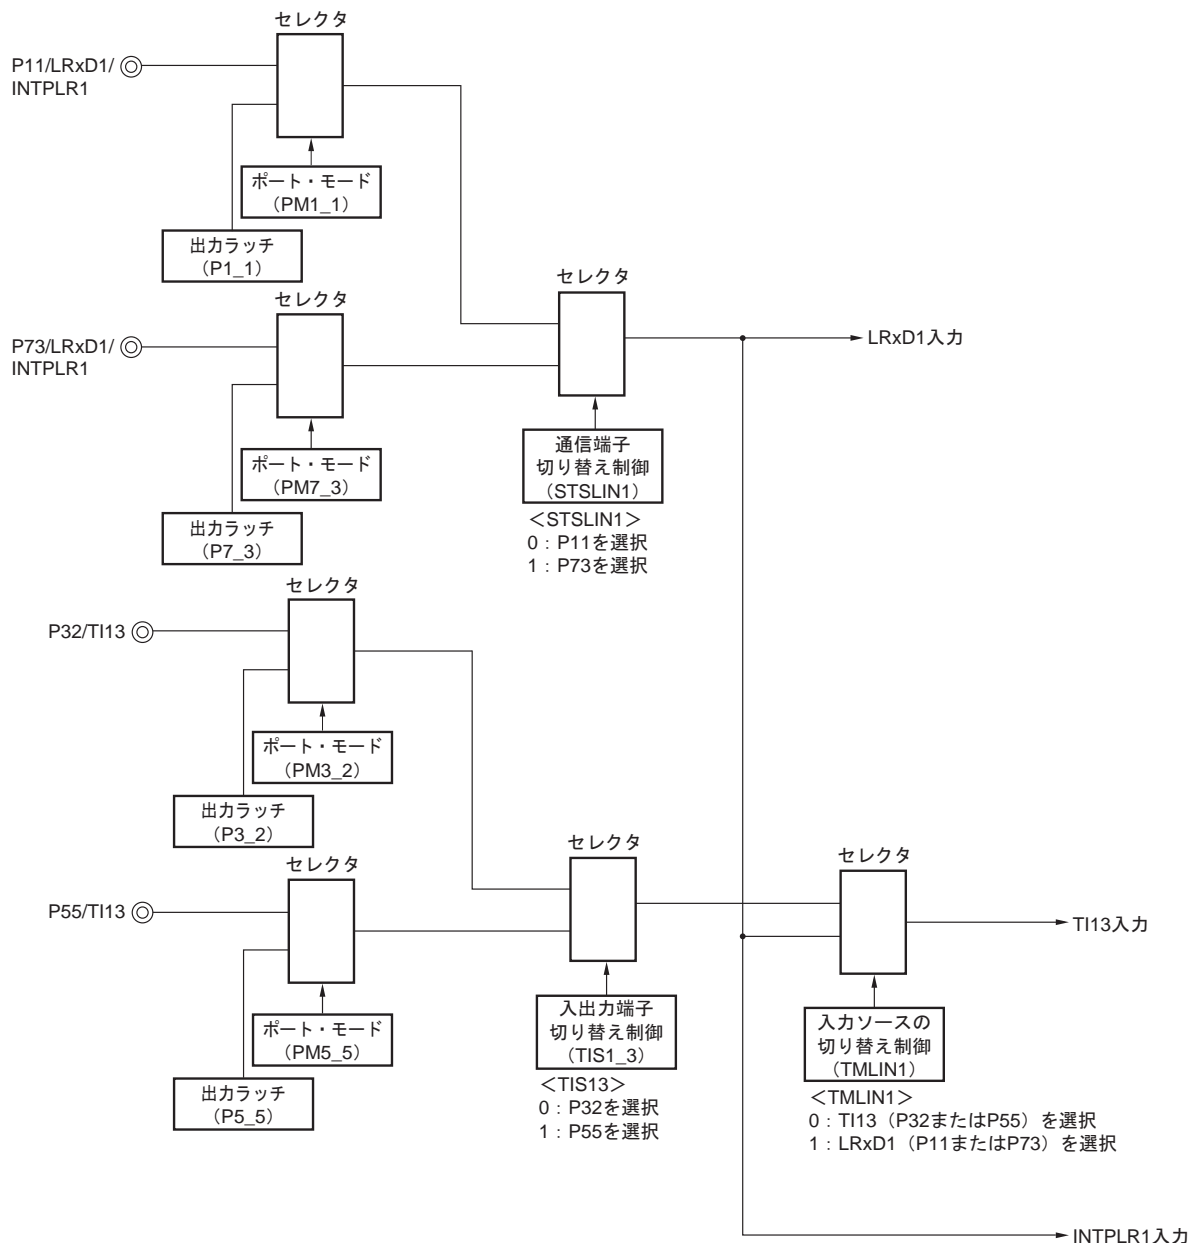 セレクタ
P11/LRxD1/
INTPLR1
ポート・モード
(PM1_1)
出力ラッチ
(P1_1)
セレクタ
P73/LRxD1/
INTPLR1
ポート・モード
(PM7_3)
出力ラッチ
(P7_3)
セレクタ
LRxD1入力
通信端子
切り替え制御
(STSLIN1)
<STSLIN1>
0：P11を選択
1：P73を選択
セレクタ
P32/TI13
ポート・モード
(PM3_2)
出力ラッチ
(P3_2)
セレクタ
P55/TI13
ポート・モード
(PM5_5)
出力ラッチ
(P5_5)
セレクタ
入出力端子
切り替え制御
(TIS1_3)
<TIS13>
0：P32を選択
1：P55を選択
セレクタ
TI13入力
入力ソースの
切り替え制御
(TMLIN1)
<TMLIN1>
0：TI13（P32またはP55）を選択
1：LRxD1（P11またはP73）を選択
INTPLR1入力